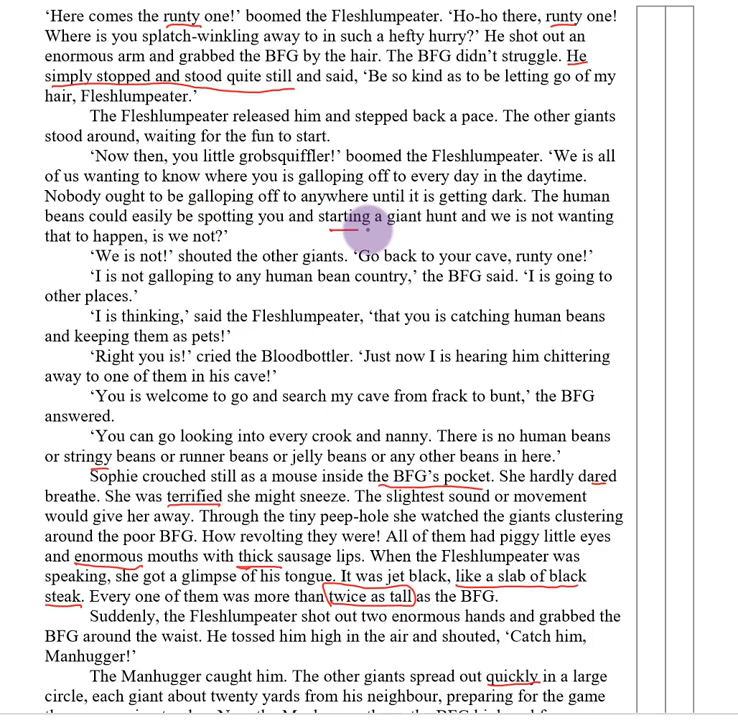 ‘Here comes the runty one!’ boomed the Fleshlumpeater. ‘Ho-ho there, runty one!
Where is you splatch-winkling away to in such a hefty hurry?’ He shot out an
enormous arm and grabbed the BFG by the hair. The BFG didn’t struggle. He
simply stopped and stood quite still and said, ‘Be so kind as to be letting go of my
hair, Fleshlumpeater.’
The Fleshlumpeater released him and stepped back a pace. The other giants
stood around, waiting for the fun to start.
‘Now then, you little grobsquiffler!’ boomed the Fleshlumpeater. ‘We is all
of us wanting to know where you is galloping off to every day in the daytime.
Nobody ought to be galloping off to anywhere until it is getting dark. The human
beans could easily be spotting you and starting a giant hunt and we is not wanting
that to happen, is we not?’
‘We is not!’ shouted the other giants. ‘Go back to your cave, runty one!’
‘I is not galloping to any human bean country,’ the BFG said. ‘I is going to
other places.’
‘I is thinking,’ said the Fleshlumpeater, ‘that you is catching human beans
and keeping them as pets!’
‘Right you is!’ cried the Bloodbottler. ‘Just now I is hearing him chittering
away to one of them in his cave!’
‘You is welcome to go and search my cave from frack to bunt,’ the BFG
answered.
‘You can go looking into every crook and nanny. There is no human beans
or stringy beans or runner beans or jelly beans or any other beans in here.’
Sophie crouched still as a mouse inside the BFG’s pocket. She hardly dared
breathe. She was terrified she might sneeze. The slightest sound or movement
would give her away. Through the tiny peep-hole she watched the giants clustering
around the poor BFG. How revolting they were! All of them had piggy little eyes
and enormous mouths with thick sausage lips. When the Fleshlumpeater was
speaking, she got a glimpse of his tongue. It was jet black, like a slab of black
steak. Every one of them was more than twice as tall as the BFG.
Suddenly, the Fleshlumpeater shot out two enormous hands and grabbed the
BFG around the waist. He tossed him high in the air and shouted, ‘Catch him,
Manhugger!’
The Manhugger caught him. The other giants spread out quickly in a large
circle, each giant about twenty yards from his neighbour, preparing for the game